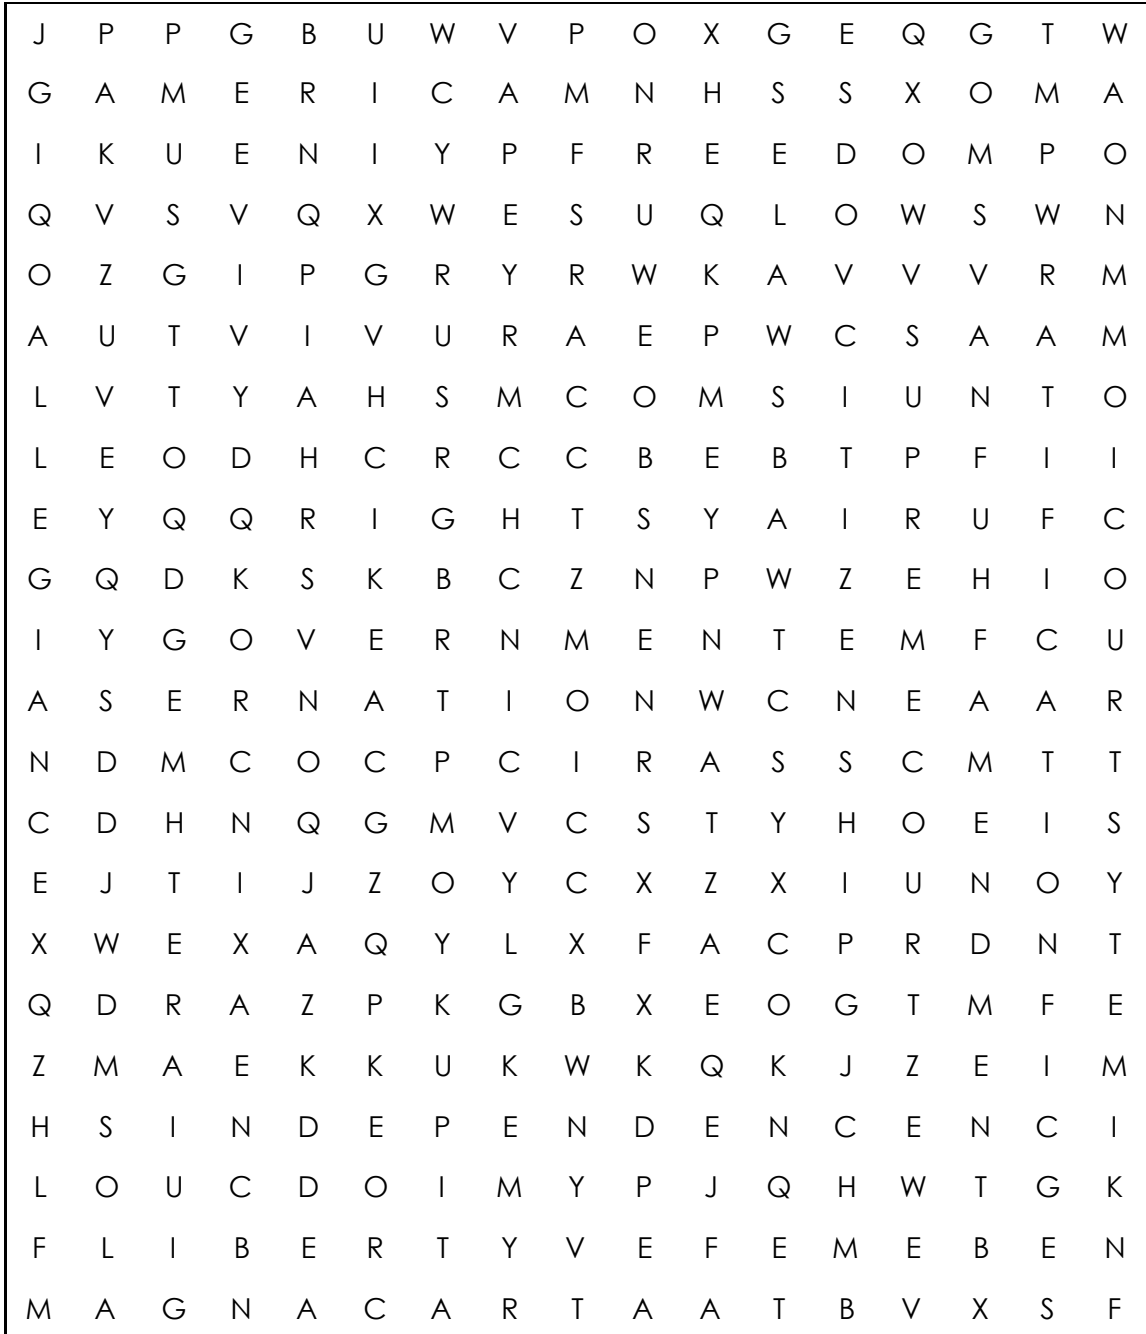 J P P G B U W V P O X G E Q G T W
G A M E R I C A M N H S S X O M A
I K U E N I Y P F R E E D O M P O
Q V S V Q X W E S U Q L O W S W N
O Z G I P G R Y R W K A V V V R M
A U T V I V U R A E P W C S A A M
L V T Y A H S M C O M S I U N T O
L E O D H C R C C B E B T P F I I
E Y Q Q R I G H T S Y A I R U F C
G Q D K S K B C Z N P W Z E H I O
I Y G O V E R N M E N T E M F C U
A S E R N A T I O N W C N E A A R
N D M C O C P C I R A S S C M T T
C D H N Q G M V C S T Y H O E I S
E J T I J Z O Y C X Z X I U N O Y
X W E X A Q Y L X F A C P R D N T
Q D R A Z P K G B X E O G T M F E
Z M A E K K U K W K Q K J Z E I M
H S I N D E P E N D E N C E N C I
L O U C D O I M Y P J Q H W T G K
F L I B E R T Y V E F E M E B E N
M A G N A C A R T A A T B V X S F